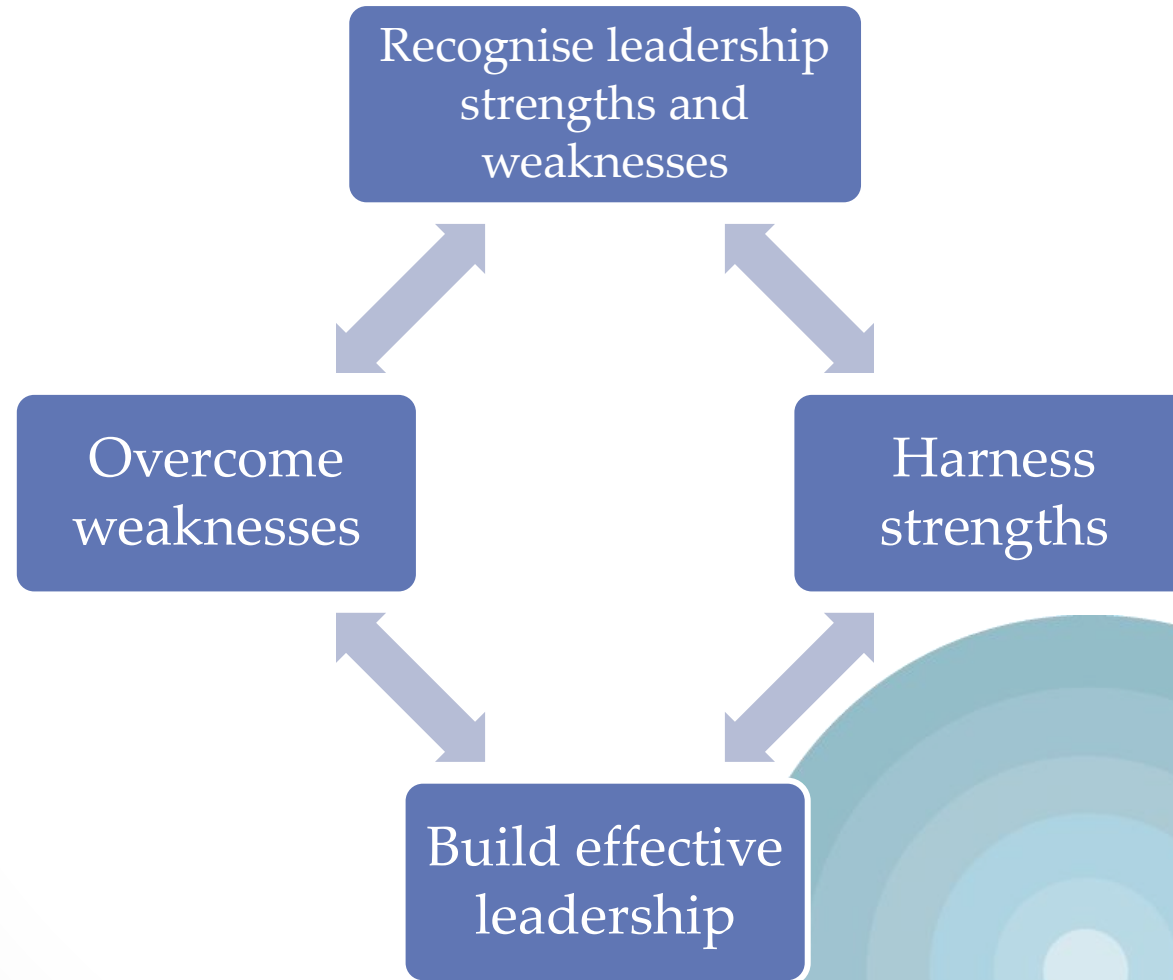 Recognise leadership
strengths and
weaknesses
Overcome
weaknesses
Harness
strengths
Build effective
leadership